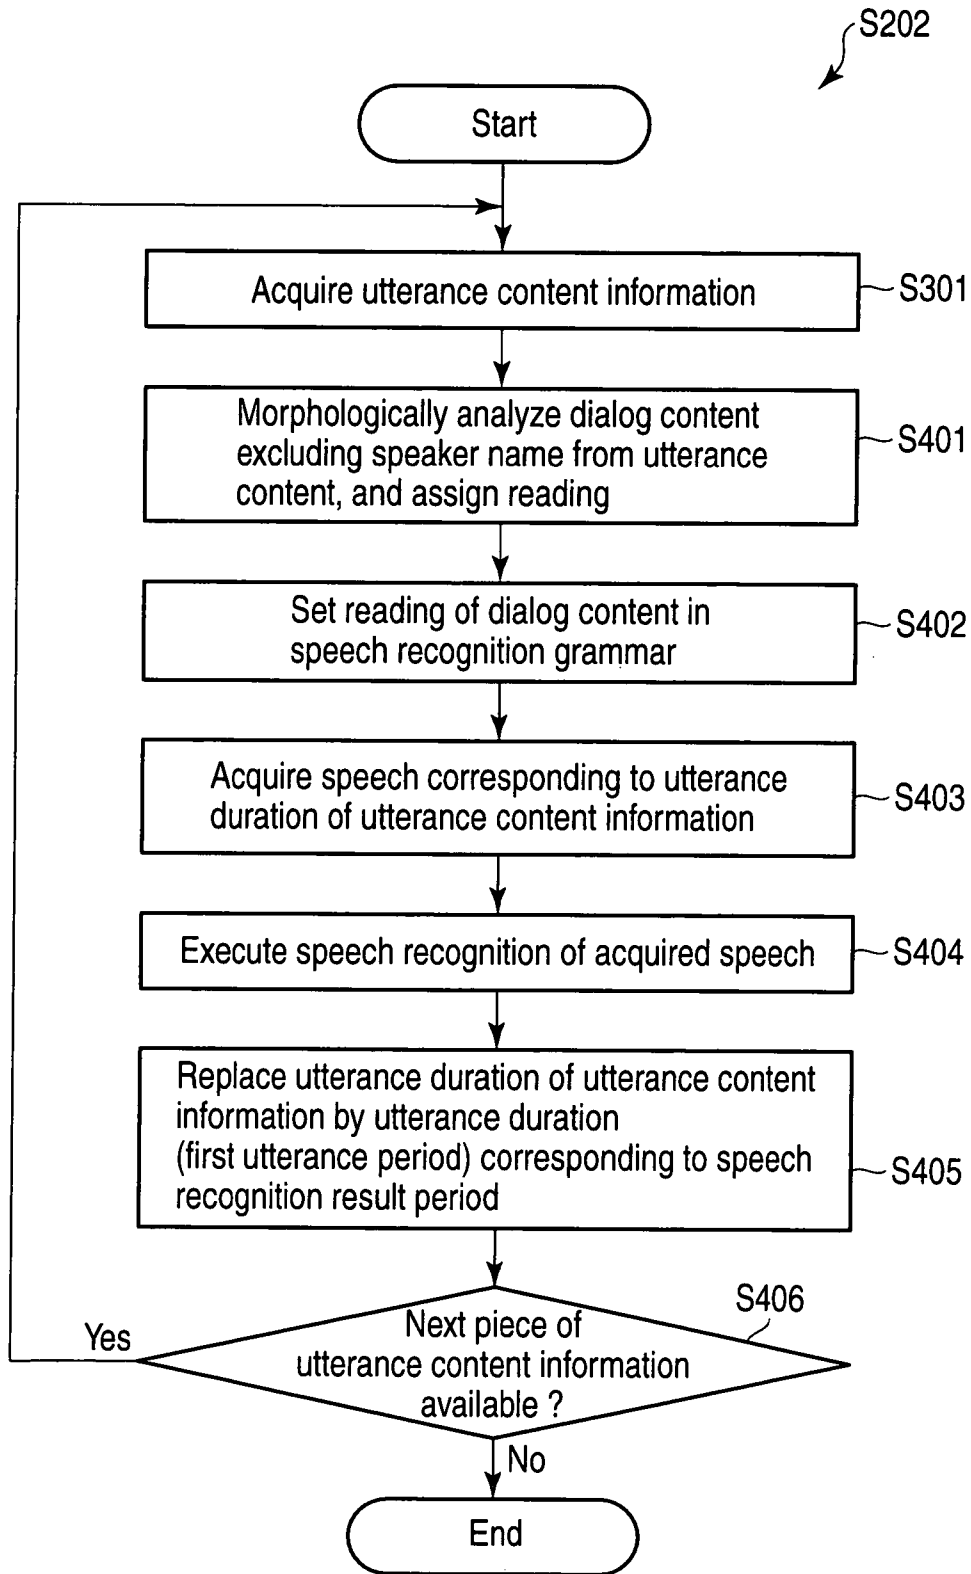 S202
Start
Acquire utterance content information
S301
Morphologically analyze dialog content
excluding speaker name from utterance
content, and assign reading
S401
Set reading of dialog content in
speech recognition grammar
S402
Acquire speech corresponding to utterance
duration of utterance content information
S403
Execute speech recognition of acquired speech
S404
Replace utterance duration of utterance content
information by utterance duration
(first utterance period) corresponding to speech
recognition result period
S405
S406
Yes
Next piece of
utterance content information
available ?
No
End